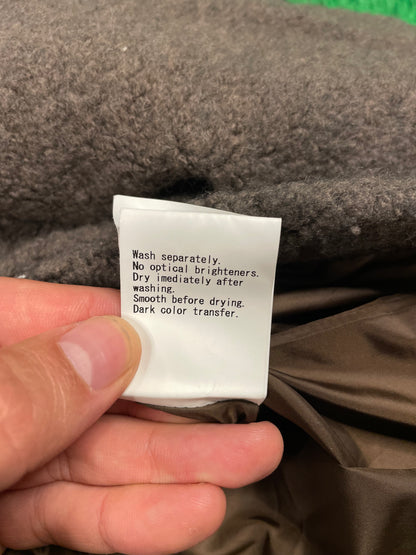 Wash separately.
No optical brighteners.
Dry imediately after
washing.
Smooth before drying.
Dark color transfer.